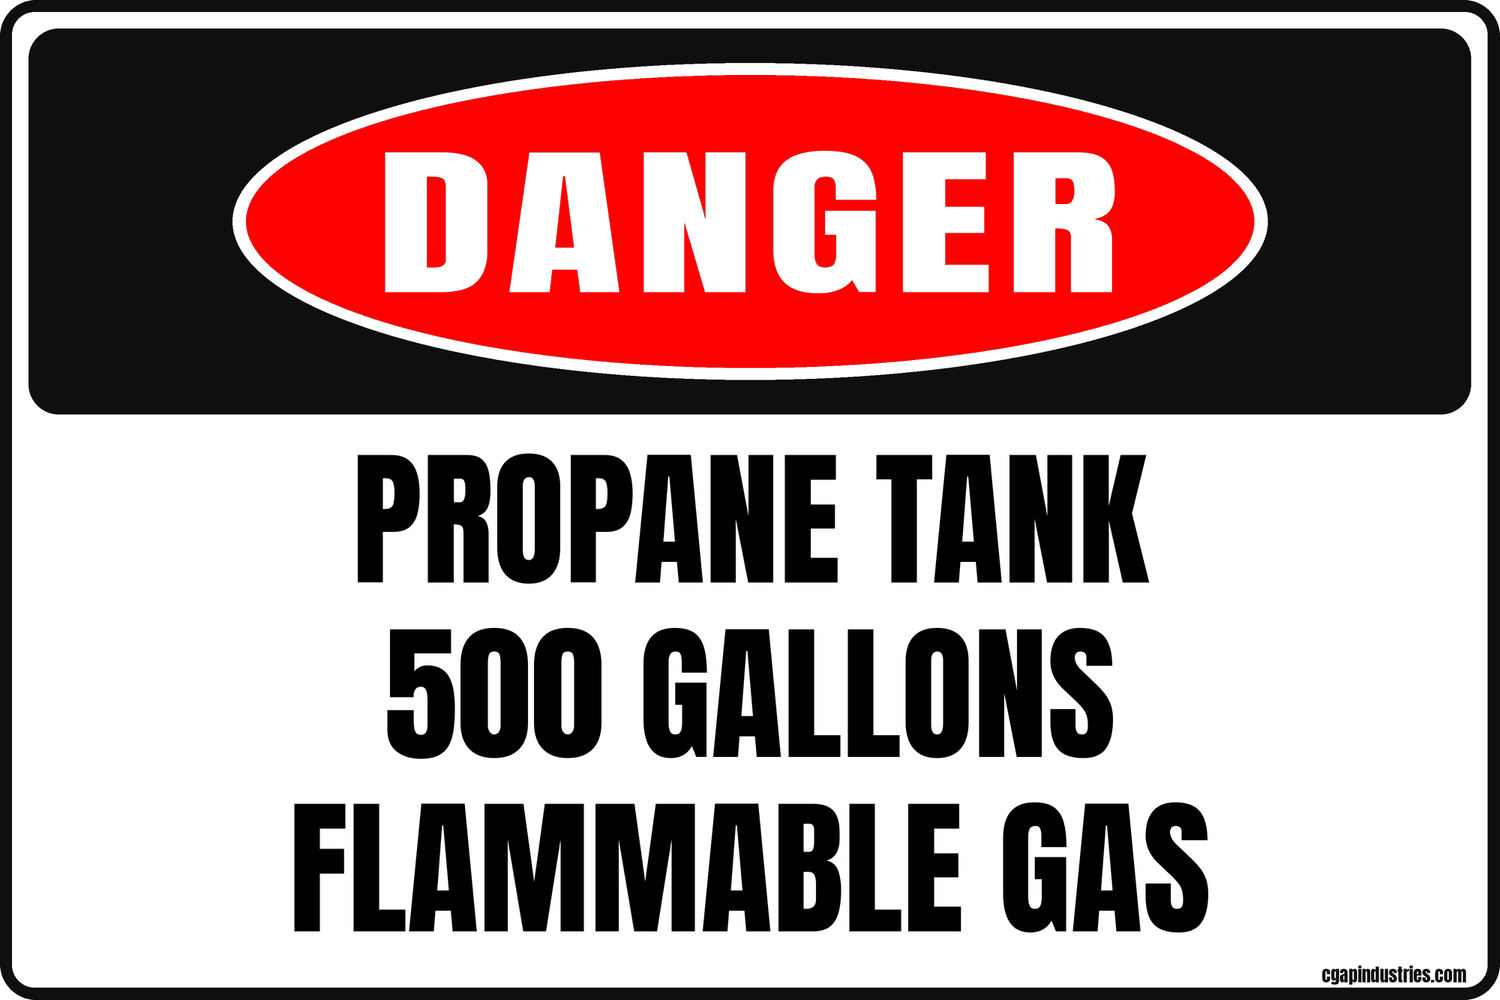 DANGER
PROPANE TANK
500 GALLONS
FLAMMABLE GAS
cgapindustries.com